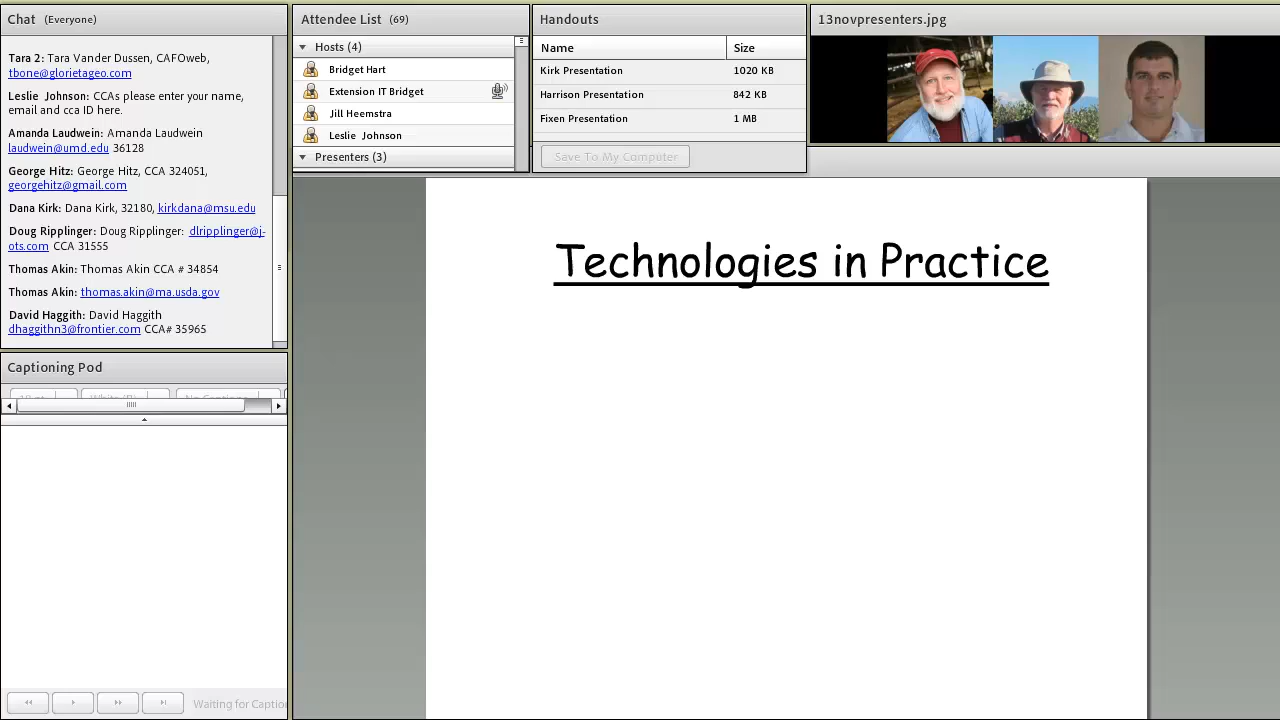 Chat (Everyone)
Tara 2: Tara Vander Dussen, CAFOweb,
tbone@glorietageo.com
Leslie Johnson: CCAs please enter your name,
email and cca ID here.
Amanda Laudwein: Amanda Laudwein
laudwein@umd.edu 36128
George Hitz: George Hitz, CCA 324051,
georgehitz@gmail.com
Dana Kirk: Dana Kirk, 32180, kirkdana@msu.edu
Doug Ripplinger: Doug Ripplinger: dlripplinger@j-
ots.com CCA 31555
Thomas Akin: Thomas Akin CCA # 34854
Thomas Akin: thomas.akin@ma.usda.gov
David Haggith: David Haggith
dhaggithn3@frontier.com CCA# 35965
Captioning Pod
Waiting for Captio
Attendee List (69)
Hosts (4)
Bridget Hart
Extension IT Bridget
Jill Heemstra
Leslie Johnson
Presenters (3)
Handouts
Name Size
Kirk Presentation 1020 KB
Harrison Presentation 842 KB
Fixen Presentation 1 MB
Save To My Computer
13novpresenters.jpg
Technologies in Practice